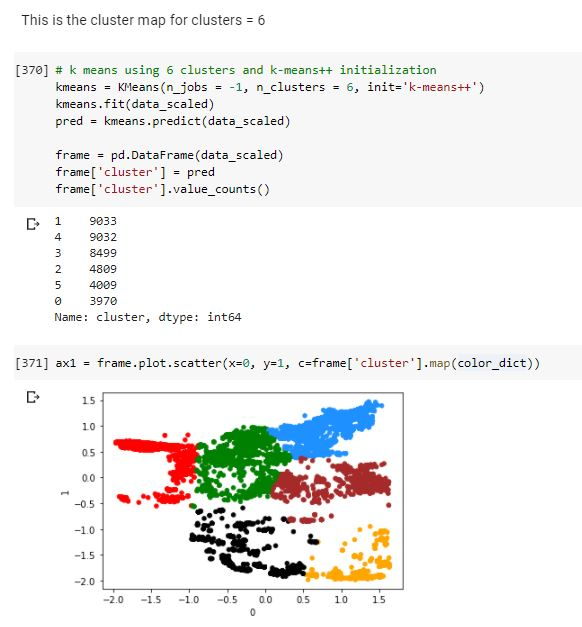 This is the cluster map for clusters = 6
[370] # k means using 6 clusters and k-means++ initialization
kmeans = KMeans(n_jobs = -1, n_clusters = 6, init='k-means++')
kmeans.fit(data_scaled)
pred = kmeans.predict(data_scaled)
frame = pd.DataFrame(data_scaled)
frame['cluster'] = pred
frame['cluster'].value_counts()
1 9033
4 9032
3 8499
2 4809
5 4009
0 3970
Name: cluster, dtype: int64
[371] ax1 = frame.plot.scatter(x=0, y=1, c=frame['cluster'].map(color_dict))
1.5
1.0
0.5
0.0
−0.5
−1.0
−1.5
−2.0
1
−2.0 −1.5 −1.0 −0.5 0.0 0.5 1.0 1.5
0